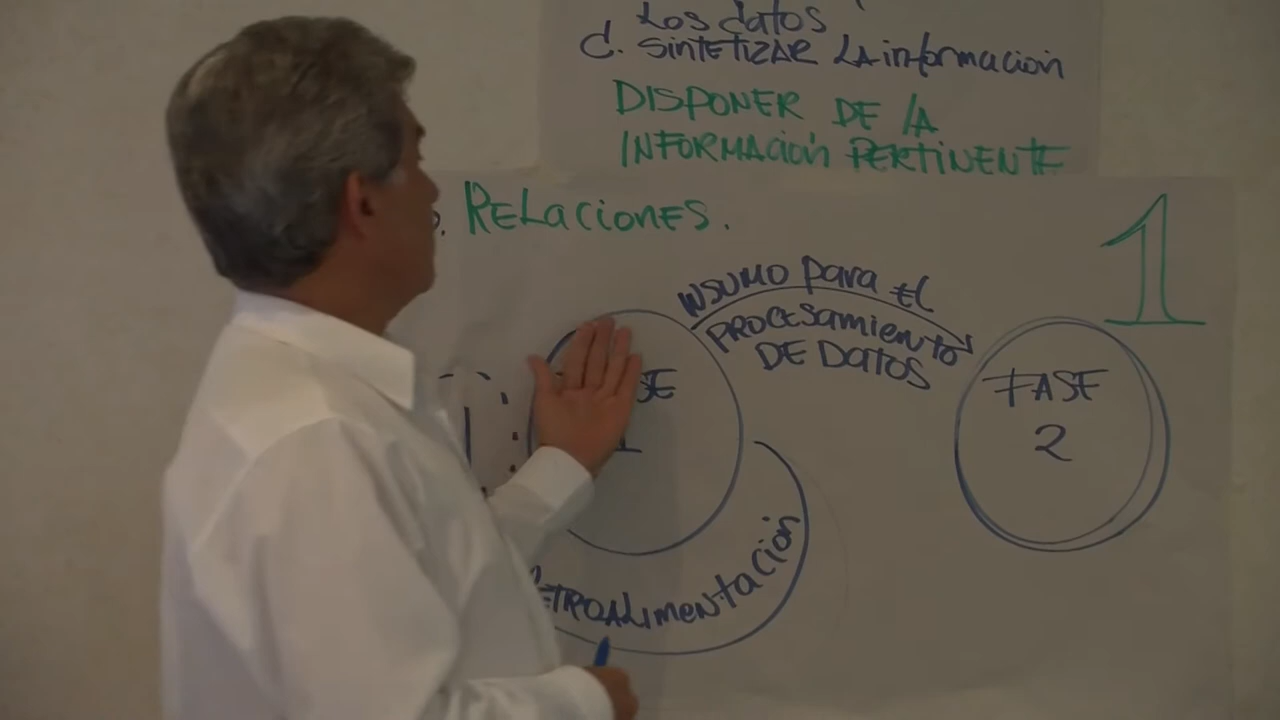 Los datos
d. SINTETIZAR LA información
DISPONER DE lA
INFORMAción PERTINENTE
RELaciones.
1
INSUMO para El
PROCESamiento
DE DatoS
FASE
2